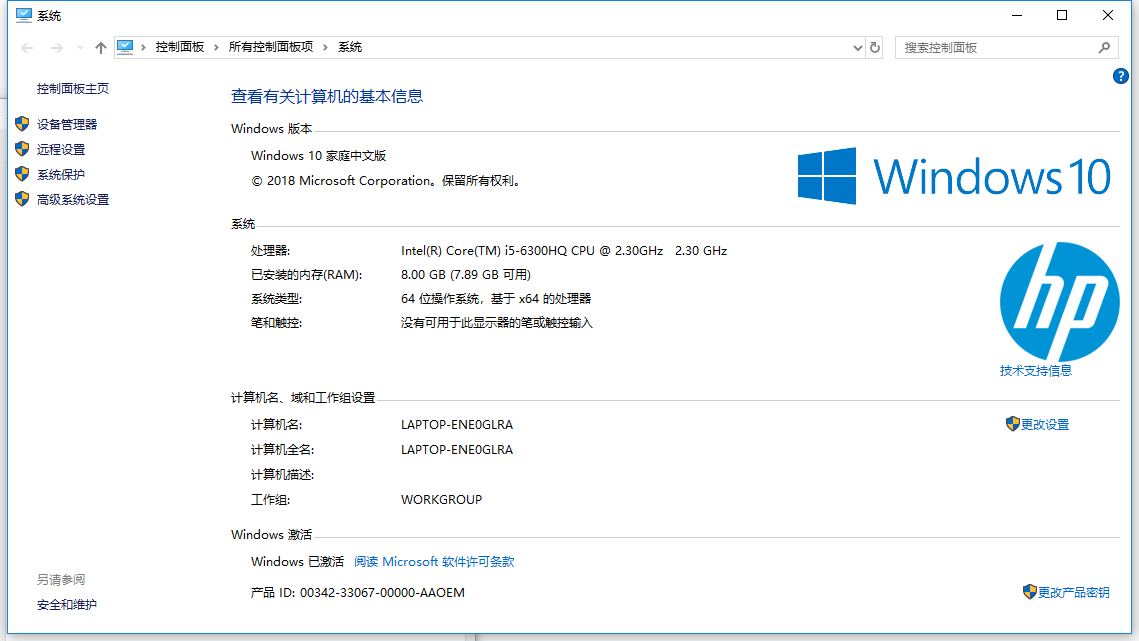 系统
控制面板 所有控制面板项 系统
搜索控制面板
?
控制面板主页
设备管理器
远程设置
系统保护
高级系统设置
查看有关计算机的基本信息
Windows 版本
Windows 10 家庭中文版
© 2018 Microsoft Corporation。保留所有权利。
Windows 10
系统
处理器: Intel(R) Core(TM) i5-6300HQ CPU @ 2.30GHz 2.30 GHz
已安装的内存(RAM): 8.00 GB (7.89 GB 可用)
系统类型: 64 位操作系统，基于 x64 的处理器
笔和触控: 没有可用于此显示器的笔或触控输入
hp
技术支持信息
计算机名、域和工作组设置
计算机名: LAPTOP-ENE0GLRA
更改设置
计算机全名: LAPTOP-ENE0GLRA
计算机描述:
工作组: WORKGROUP
Windows 激活
Windows 已激活 阅读 Microsoft 软件许可条款
产品 ID: 00342-33067-00000-AAOEM
更改产品密钥
另请参阅
安全和维护